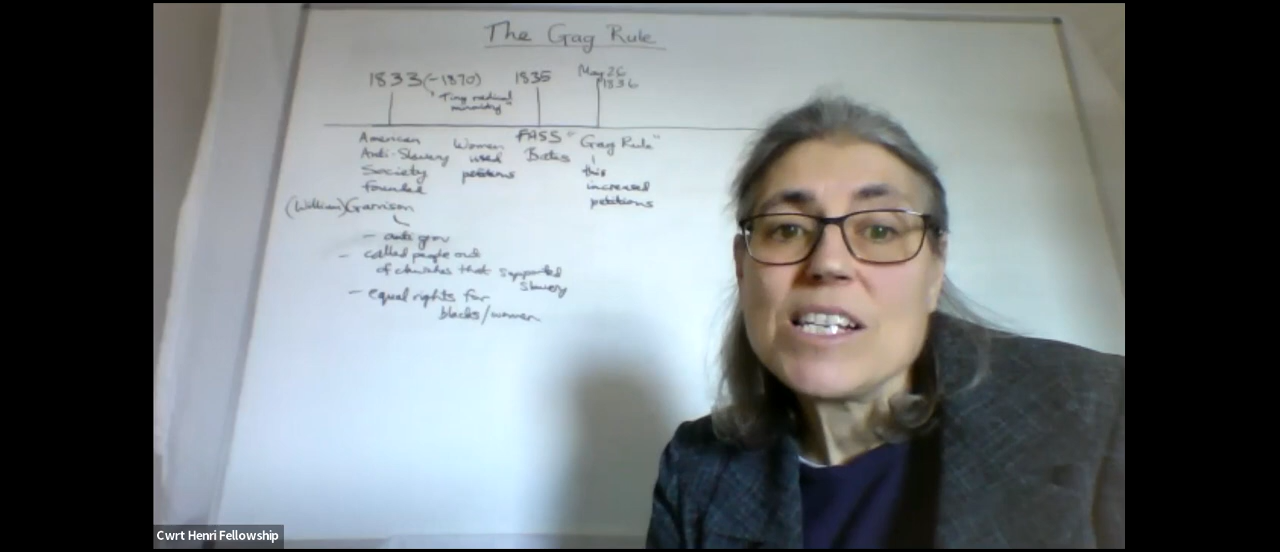 The Gag Rule
1833 (-1870)
"Tiny radical
minority"
1835
May 26
1836
American
Anti-Slavery
Society
founded
Women
used
petitions
FASS
"Gag Rule"
this
increased
petitions
(William) Garrison
- anti gov
- called people out
of churches that supported
slavery
- equal rights for
blacks/women
Cwrt Henri Fellowship